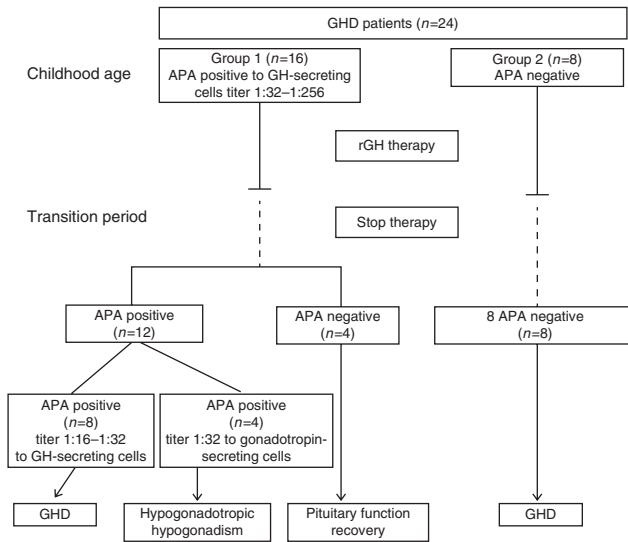 GHD patients (n=24)
Childhood age
Group 1 (n=16)
APA positive to GH-secreting
cells titer 1:32–1:256
Group 2 (n=8)
APA negative
rGH therapy
Transition period
Stop therapy
APA positive
(n=12)
APA negative
(n=4)
8 APA negative
(n=8)
APA positive
(n=8)
titer 1:16–1:32
to GH-secreting cells
APA positive
(n=4)
titer 1:32 to gonadotropin-
secreting cells
GHD
Hypogonadotropic
hypogonadism
Pituitary function
recovery
GHD